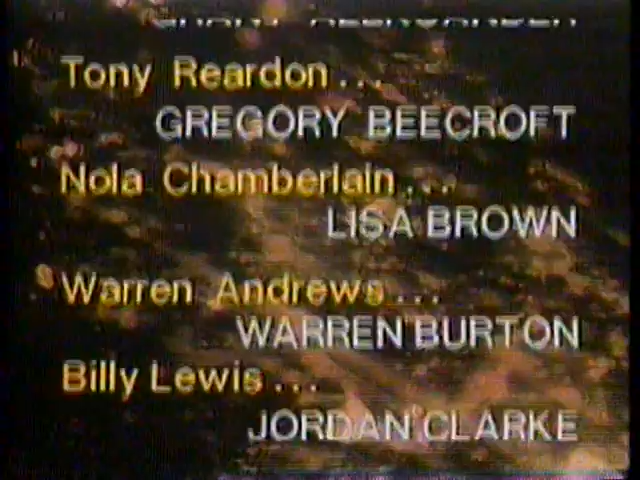 Tony Reardon...
GREGORY BEECROFT
Nola Chamberlain...
LISA BROWN
Warren Andrews...
WARREN BURTON
Billy Lewis...
JORDAN CLARKE